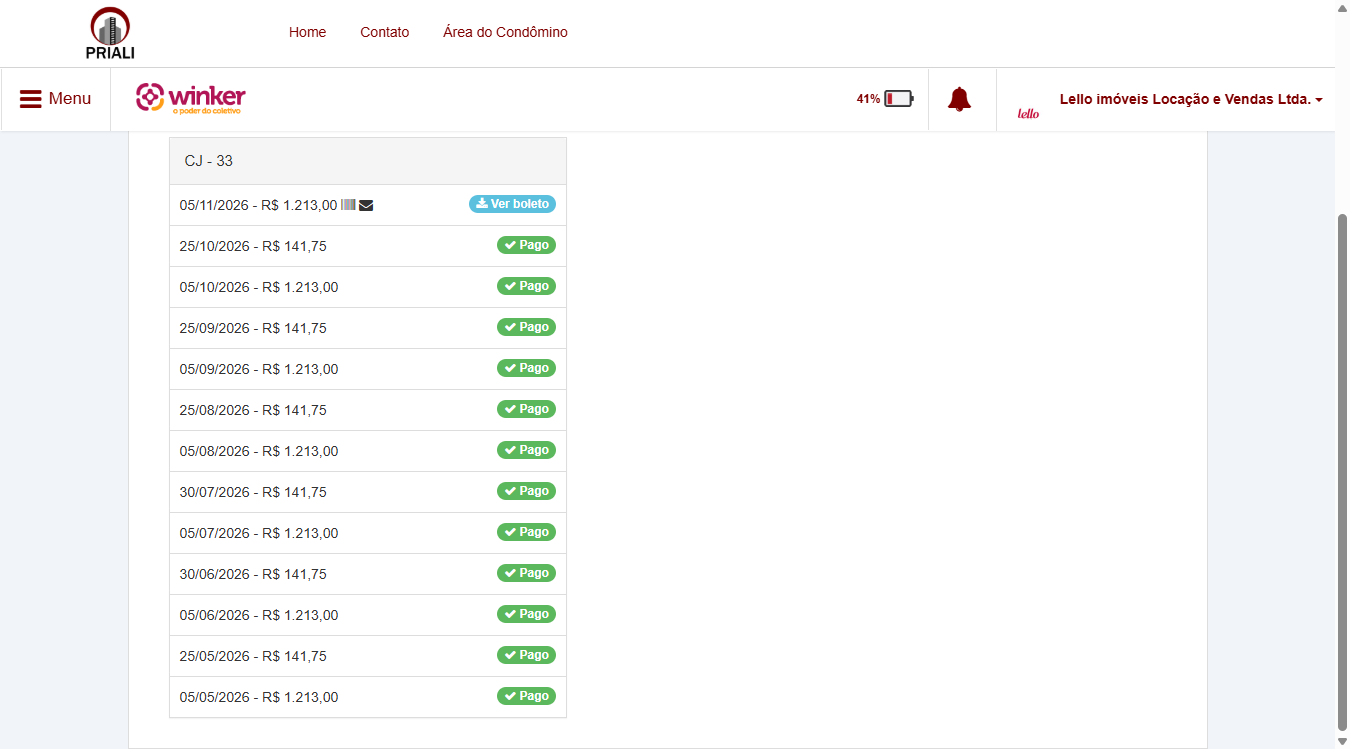 PRIALI
Home Contato Área do Condômino
Menu
winker
o poder do coletivo
41%
lello
Lello imóveis Locação e Vendas Ltda.
CJ - 33
05/11/2026 - R$ 1.213,00 Ver boleto
25/10/2026 - R$ 141,75 Pago
05/10/2026 - R$ 1.213,00 Pago
25/09/2026 - R$ 141,75 Pago
05/09/2026 - R$ 1.213,00 Pago
25/08/2026 - R$ 141,75 Pago
05/08/2026 - R$ 1.213,00 Pago
30/07/2026 - R$ 141,75 Pago
05/07/2026 - R$ 1.213,00 Pago
30/06/2026 - R$ 141,75 Pago
05/06/2026 - R$ 1.213,00 Pago
25/05/2026 - R$ 141,75 Pago
05/05/2026 - R$ 1.213,00 Pago